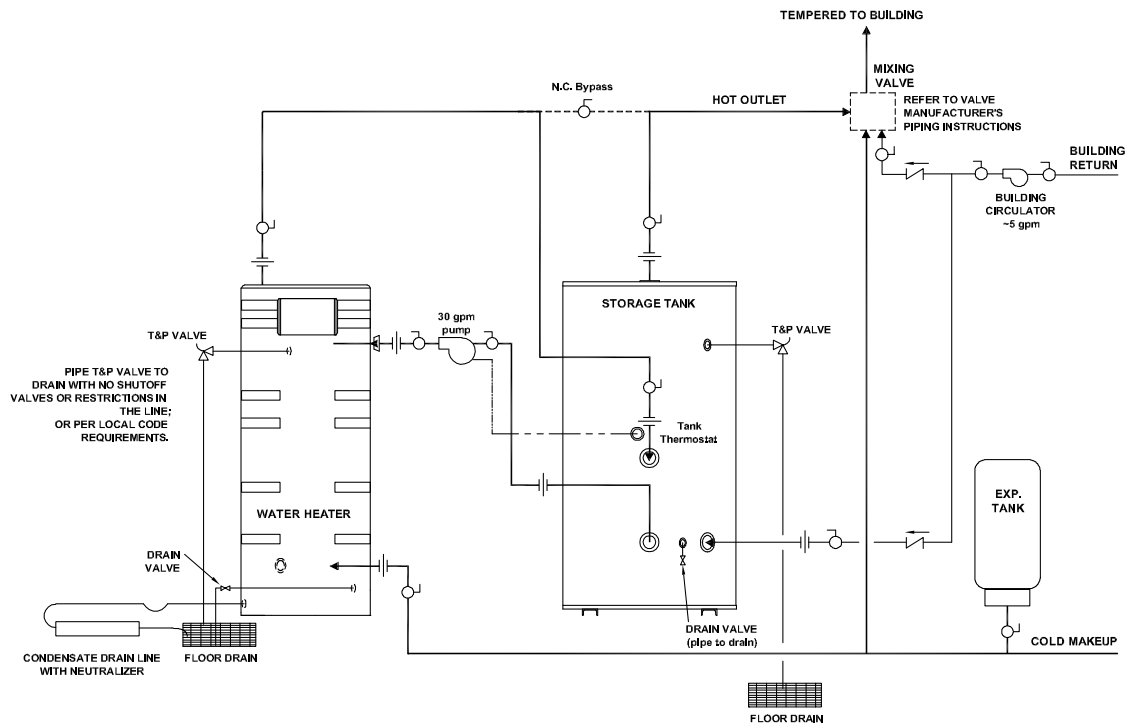 TEMPERED TO BUILDING
MIXING
VALVE
N.C. Bypass
HOT OUTLET
REFER TO VALVE
MANUFACTURER'S
PIPING INSTRUCTIONS
BUILDING
RETURN
BUILDING
CIRCULATOR
~5 gpm
STORAGE TANK
30 gpm
pump
T&P VALVE
T&P VALVE
PIPE T&P VALVE TO
DRAIN WITH NO SHUTOFF
VALVES OR RESTRICTIONS IN
THE LINE;
OR PER LOCAL CODE
REQUIREMENTS.
Tank
Thermostat
EXP.
TANK
WATER HEATER
DRAIN
VALVE
DRAIN VALVE
(pipe to drain)
COLD MAKEUP
CONDENSATE DRAIN LINE
WITH NEUTRALIZER
FLOOR DRAIN
FLOOR DRAIN